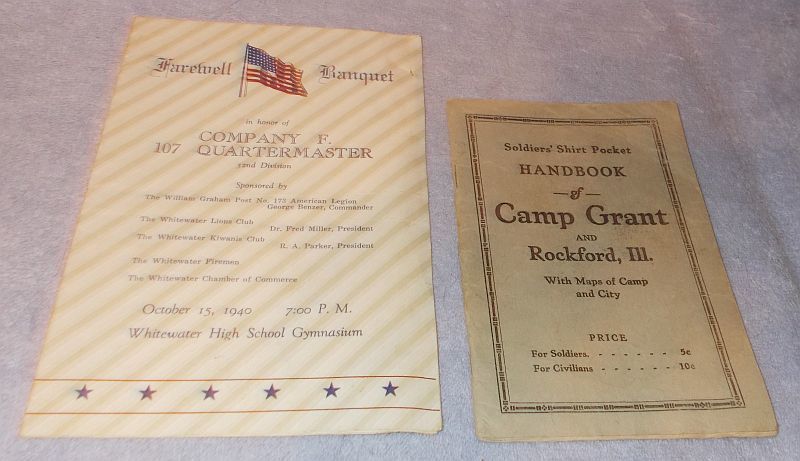 Farewell Banquet
in honor of
COMPANY F.
107 QUARTERMASTER
32nd Division
Sponsored by
The William Graham Post No. 173 American Legion
George Benzer, Commander
The Whitewater Lions Club
Dr. Fred Miller, President
The Whitewater Kiwanis Club
R. A. Parker, President
The Whitewater Firemen
The Whitewater Chamber of Commerce
October 15, 1940 7:00 P. M.
Whitewater High School Gymnasium
Soldiers' Shirt Pocket
HANDBOOK
of
Camp Grant
AND
Rockford, Ill.
With Maps of Camp
and City
PRICE
For Soldiers. - - - - - - 5c
For Civilians - - - - - - 10c